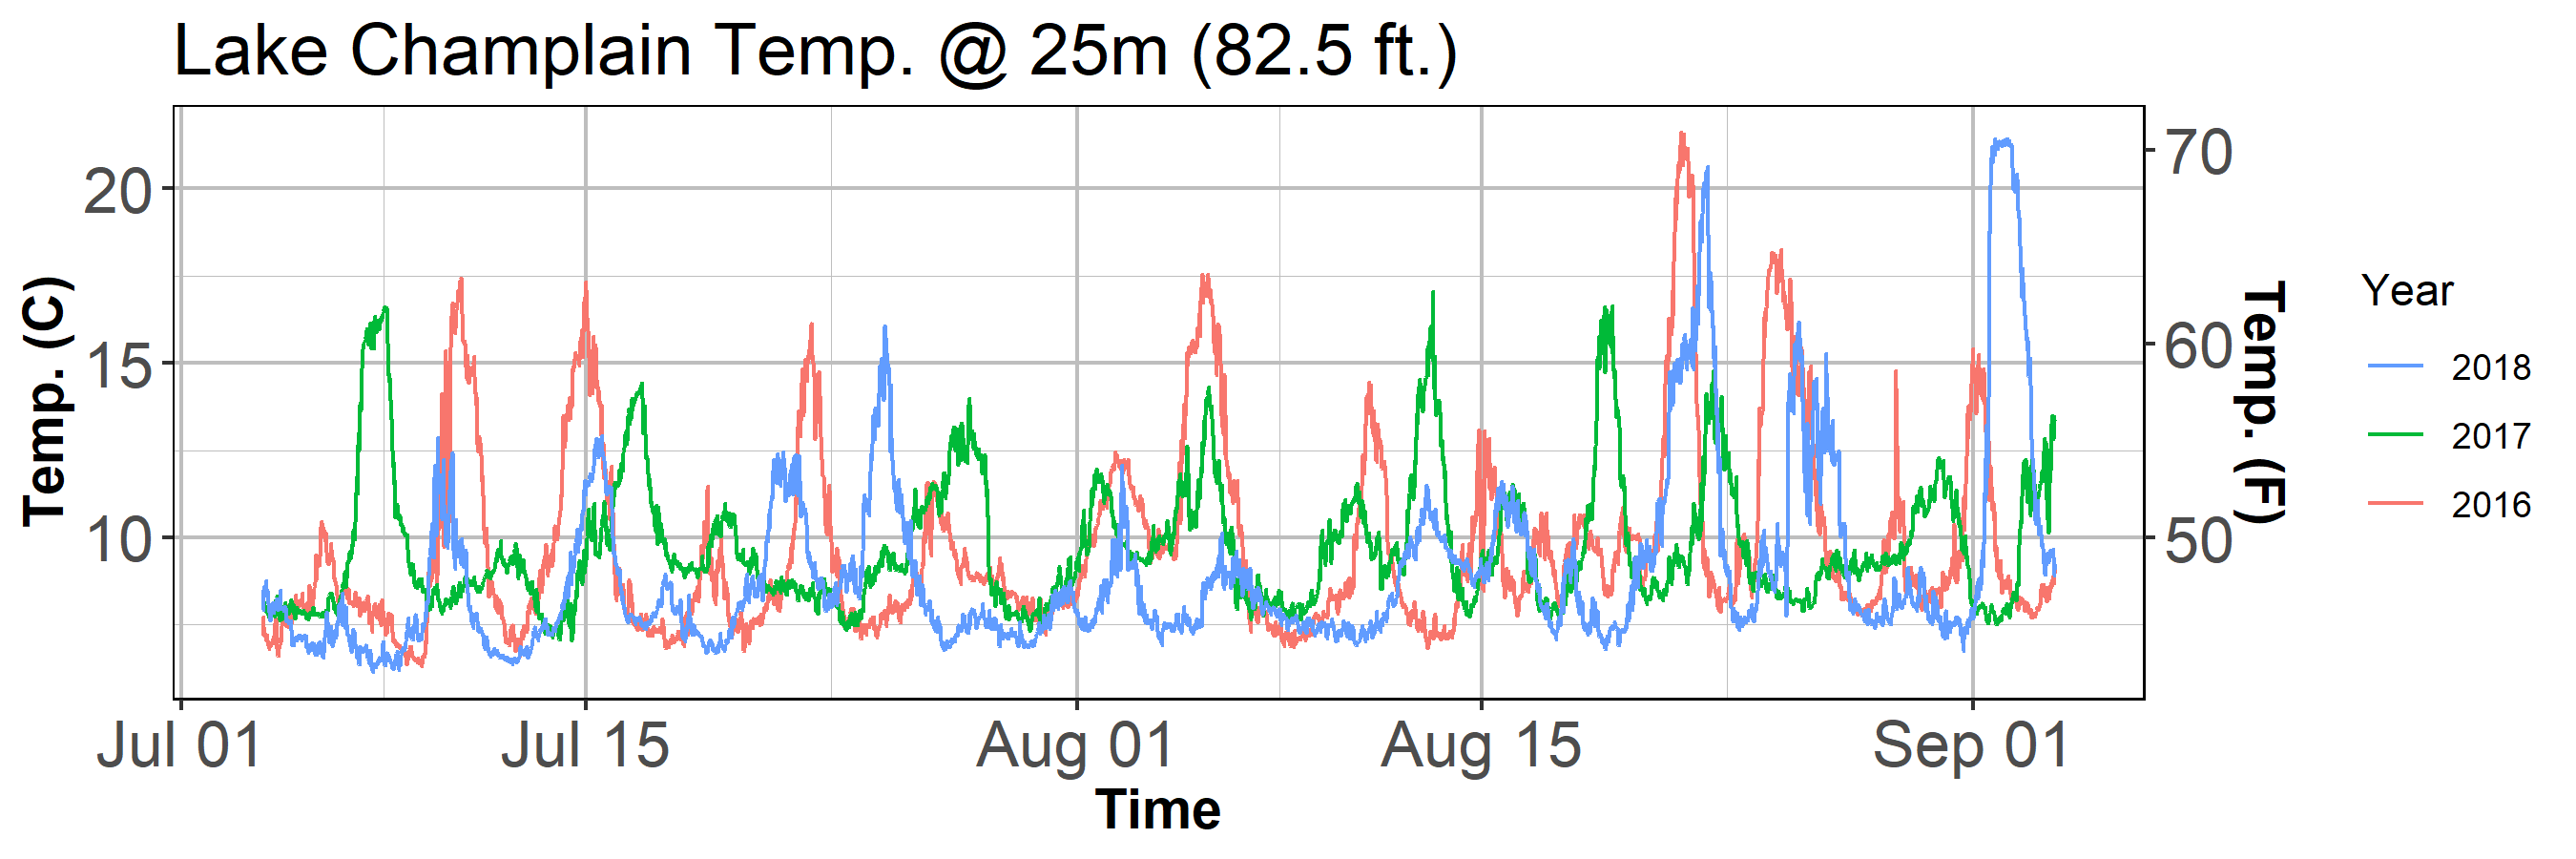 Lake Champlain Temp. @ 25m (82.5 ft.)
Temp. (C)
20
15
10
70
60
50
Temp. (F)
Year
2018
2017
2016
Jul 01
Jul 15
Aug 01
Aug 15
Sep 01
Time